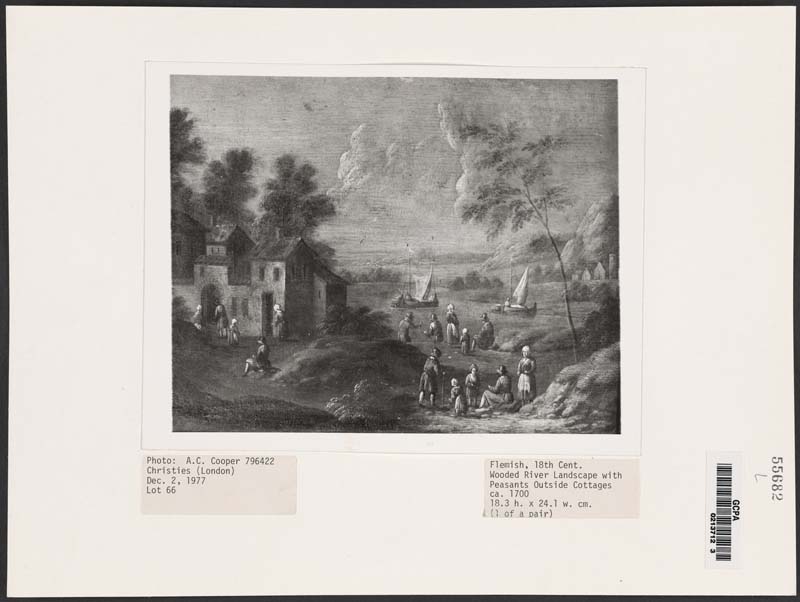 Photo: A.C. Cooper 796422
Christies (London)
Dec. 2, 1977
Lot 66
Flemish, 18th Cent.
Wooded River Landscape with
Peasants Outside Cottages
ca. 1700
18.3 h. x 24.1 w. cm.
(1 of a pair)
GCPA
0213712 3
55682
L